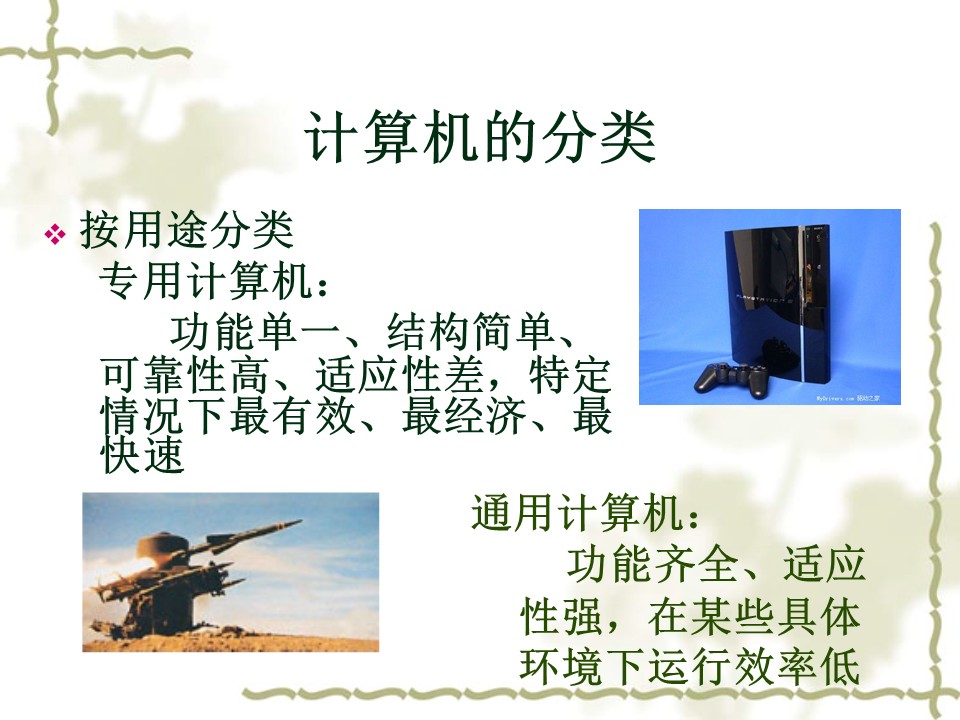 计算机的分类
按用途分类
专用计算机：
功能单一、结构简单、
可靠性高、适应性差，特定
情况下最有效、最经济、最
快速
PLAYSTATION 3
MyDrivers.com 驱动之家
通用计算机：
功能齐全、适应
性强，在某些具体
环境下运行效率低